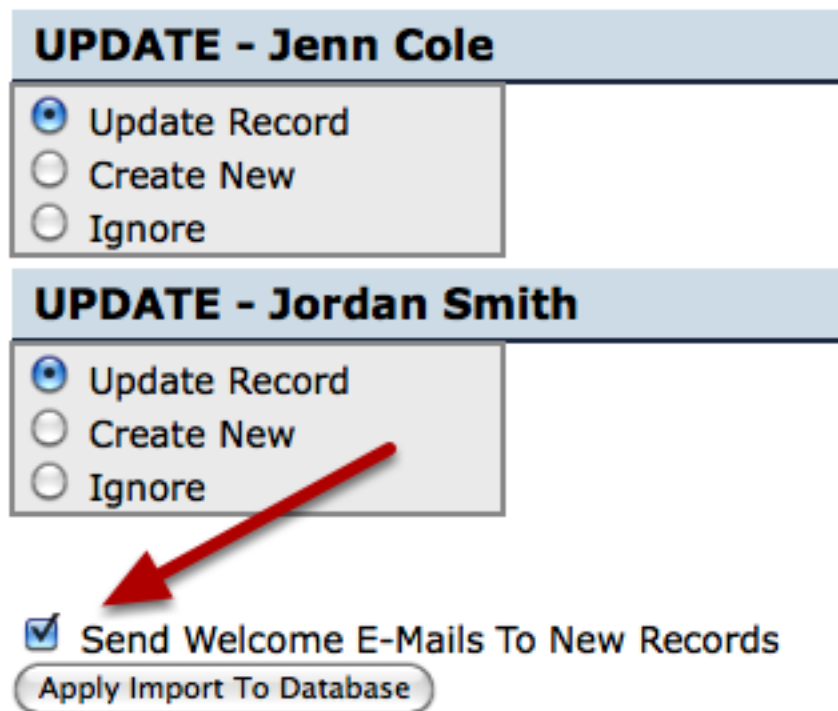 UPDATE - Jenn Cole
Update Record
Create New
Ignore
UPDATE - Jordan Smith
Update Record
Create New
Ignore
Send Welcome E-Mails To New Records
Apply Import To Database